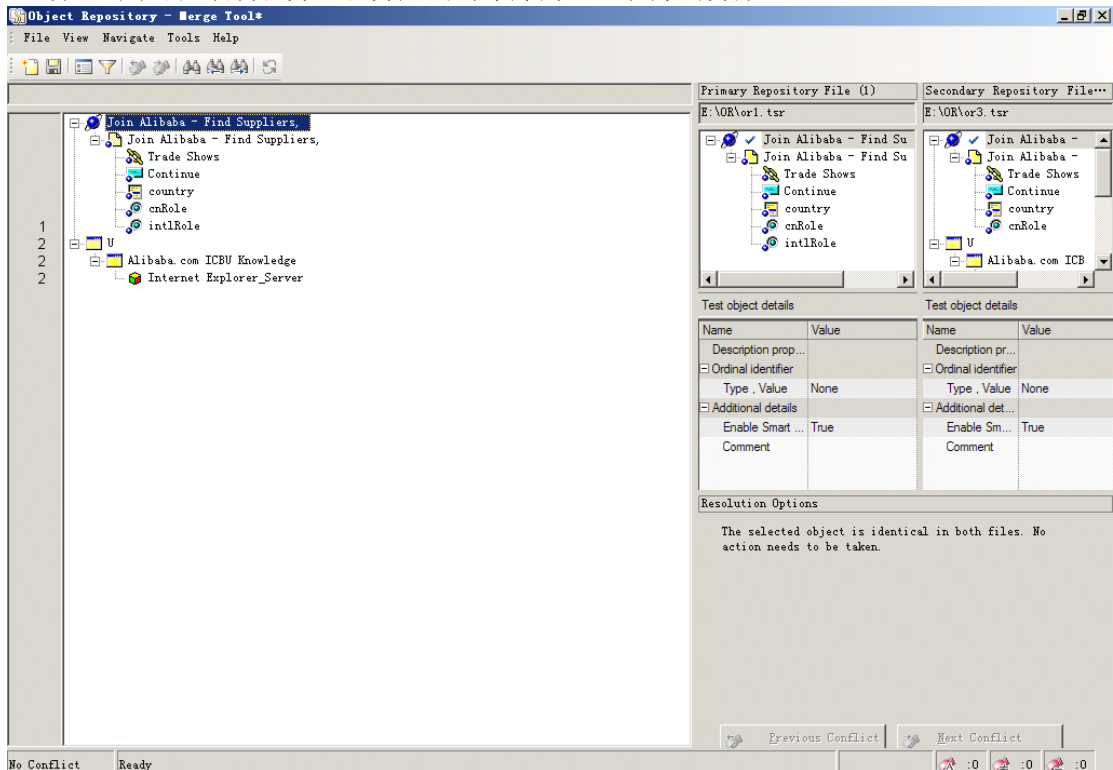 Object Repository - Merge Tool*
File View Navigate Tools Help
Primary Repository File (1)
Secondary Repository File...
E:\OR\or1.tsr
E:\OR\or3.tsr
Join Alibaba - Find Suppliers,
Join Alibaba - Find Suppliers,
Trade Shows
Continue
country
cnRole
1 intlRole
2 U
2 Alibaba.com ICBU Knowledge
2 Internet Explorer_Server
Join Alibaba - Find Su
Join Alibaba - Find Su
Trade Shows
Continue
country
cnRole
intlRole
Join Alibaba -
Join Alibaba -
Trade Shows
Continue
country
cnRole
U
Alibaba.com ICB
Test object details
Name Value
Description prop...
Ordinal identifier
Type , Value None
Additional details
Enable Smart ... True
Comment
Test object details
Name Value
Description pr...
Ordinal identifier
Type , Value None
Additional det...
Enable Sm... True
Comment
Resolution Options
The selected object is identical in both files. No
action needs to be taken.
Previous Conflict
Next Conflict
No Conflict Ready :0 :0 :0